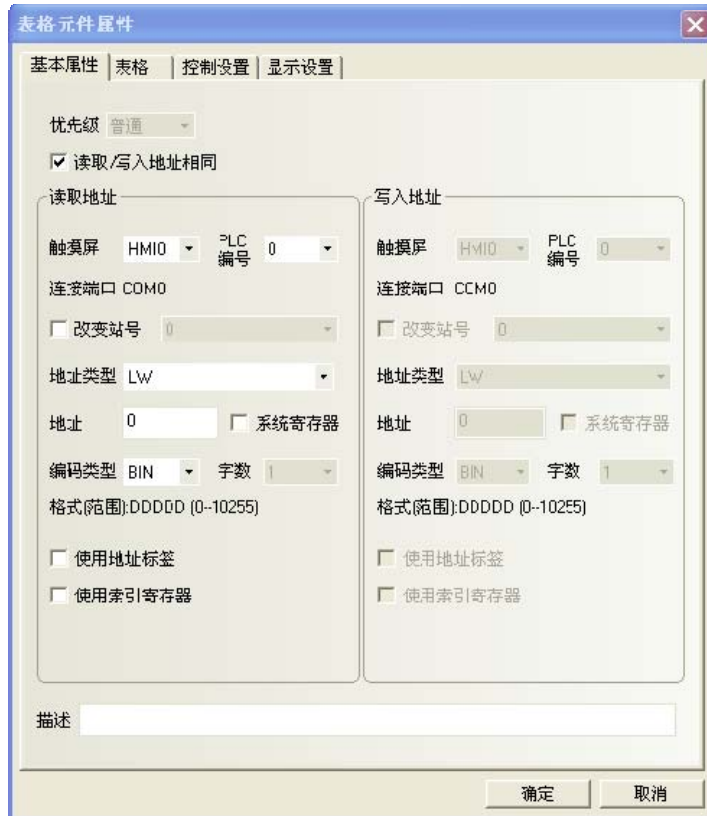 表格元件属性
基本属性 表格 控制设置 显示设置
优先级 普通
读取/写入地址相同
读取地址
触摸屏 HMI0 PLC编号 0
连接端口 COM0
改变站号 0
地址类型 LW
地址 0 系统寄存器
编码类型 BIN 字数 1
格式(范围):DDDDD (0--10255)
使用地址标签
使用索引寄存器
写入地址
触摸屏 HMI0 PLC编号 0
连接端口 COM0
改变站号 0
地址类型 LW
地址 0 系统寄存器
编码类型 BIN 字数 1
格式(范围):DDDDD (0--10255)
使用地址标签
使用索引寄存器
描述
确定 取消